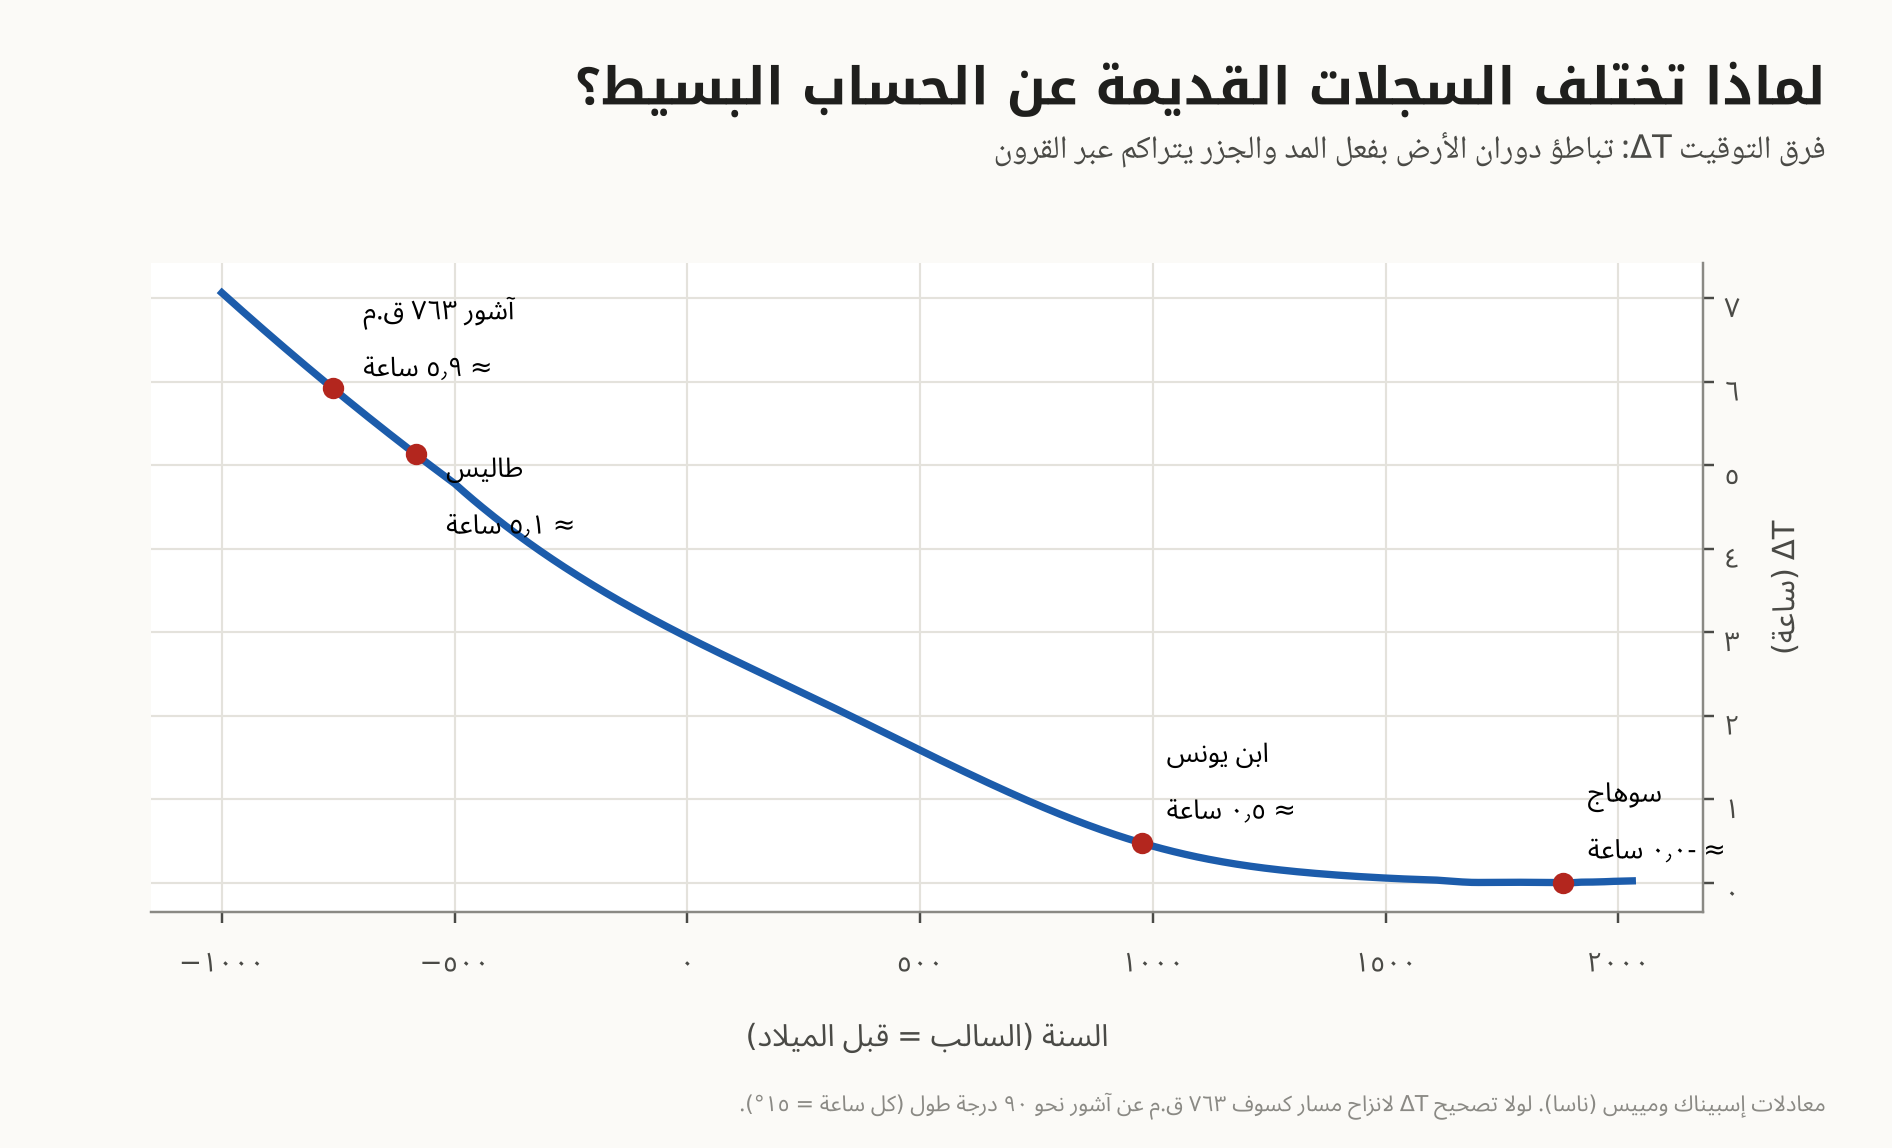 لماذا تختلف السجلات القديمة عن الحساب البسيط؟
فرق التوقيت ΔT: تباطؤ دوران الأرض بفعل المد والجزر يتراكم عبر القرون
آشور ٧٦٣ ق.م
≈ ٥٫٩ ساعة
طاليس
≈ ٥٫١ ساعة
ابن يونس
≈ ٠٫٥ ساعة
سوهاج
≈ -٠٫٠ ساعة
٧
٦
٥
٤
٣
٢
١
٠
ΔT (ساعة)
−١٠٠٠
−٥٠٠
٠
٥٠٠
١٠٠٠
١٥٠٠
٢٠٠٠
السنة (السالب = قبل الميلاد)
معادلات إسبيناك ومييس (ناسا). لولا تصحيح ΔT لانزاح مسار كسوف ٧٦٣ ق.م عن آشور نحو ٩٠ درجة طول (كل ساعة = ١٥°).